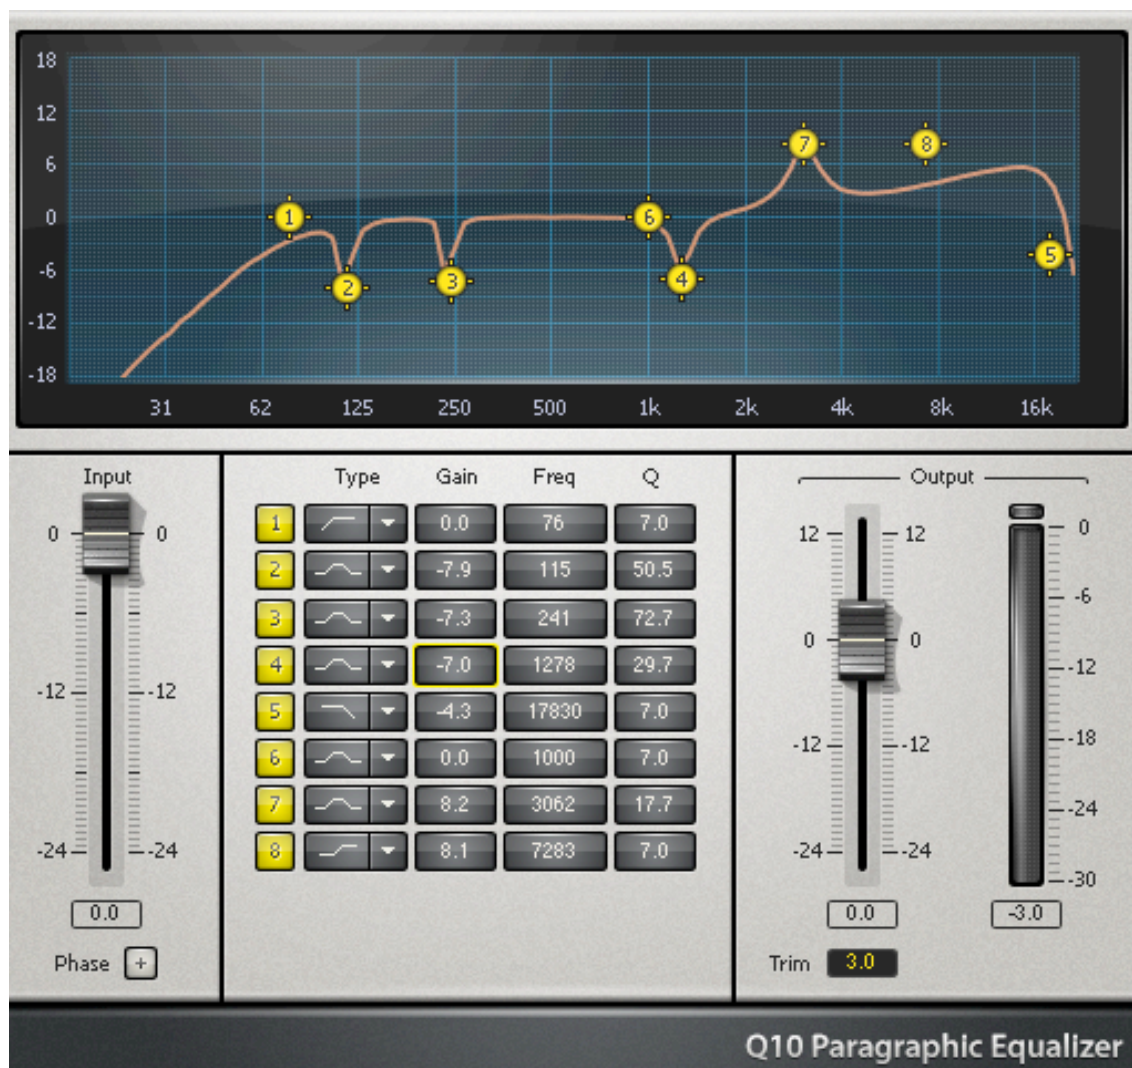 18
12
6
0
-6
-12
-18
1
2
3
4
5
6
7
8
31 62 125 250 500 1k 2k 4k 8k 16k
Input
0 0
-12 -12
-24 -24
0.0
Phase +
Type Gain Freq Q
1 0.0 76 7.0
2 -7.9 115 50.5
3 -7.3 241 72.7
4 -7.0 1278 29.7
5 -4.3 17830 7.0
6 0.0 1000 7.0
7 8.2 3062 17.7
8 8.1 7283 7.0
Output
12 12
0 0
-12 -12
-24 -24
0.0
0
-6
-12
-18
-24
-30
-3.0
Trim 3.0
Q10 Paragraphic Equalizer